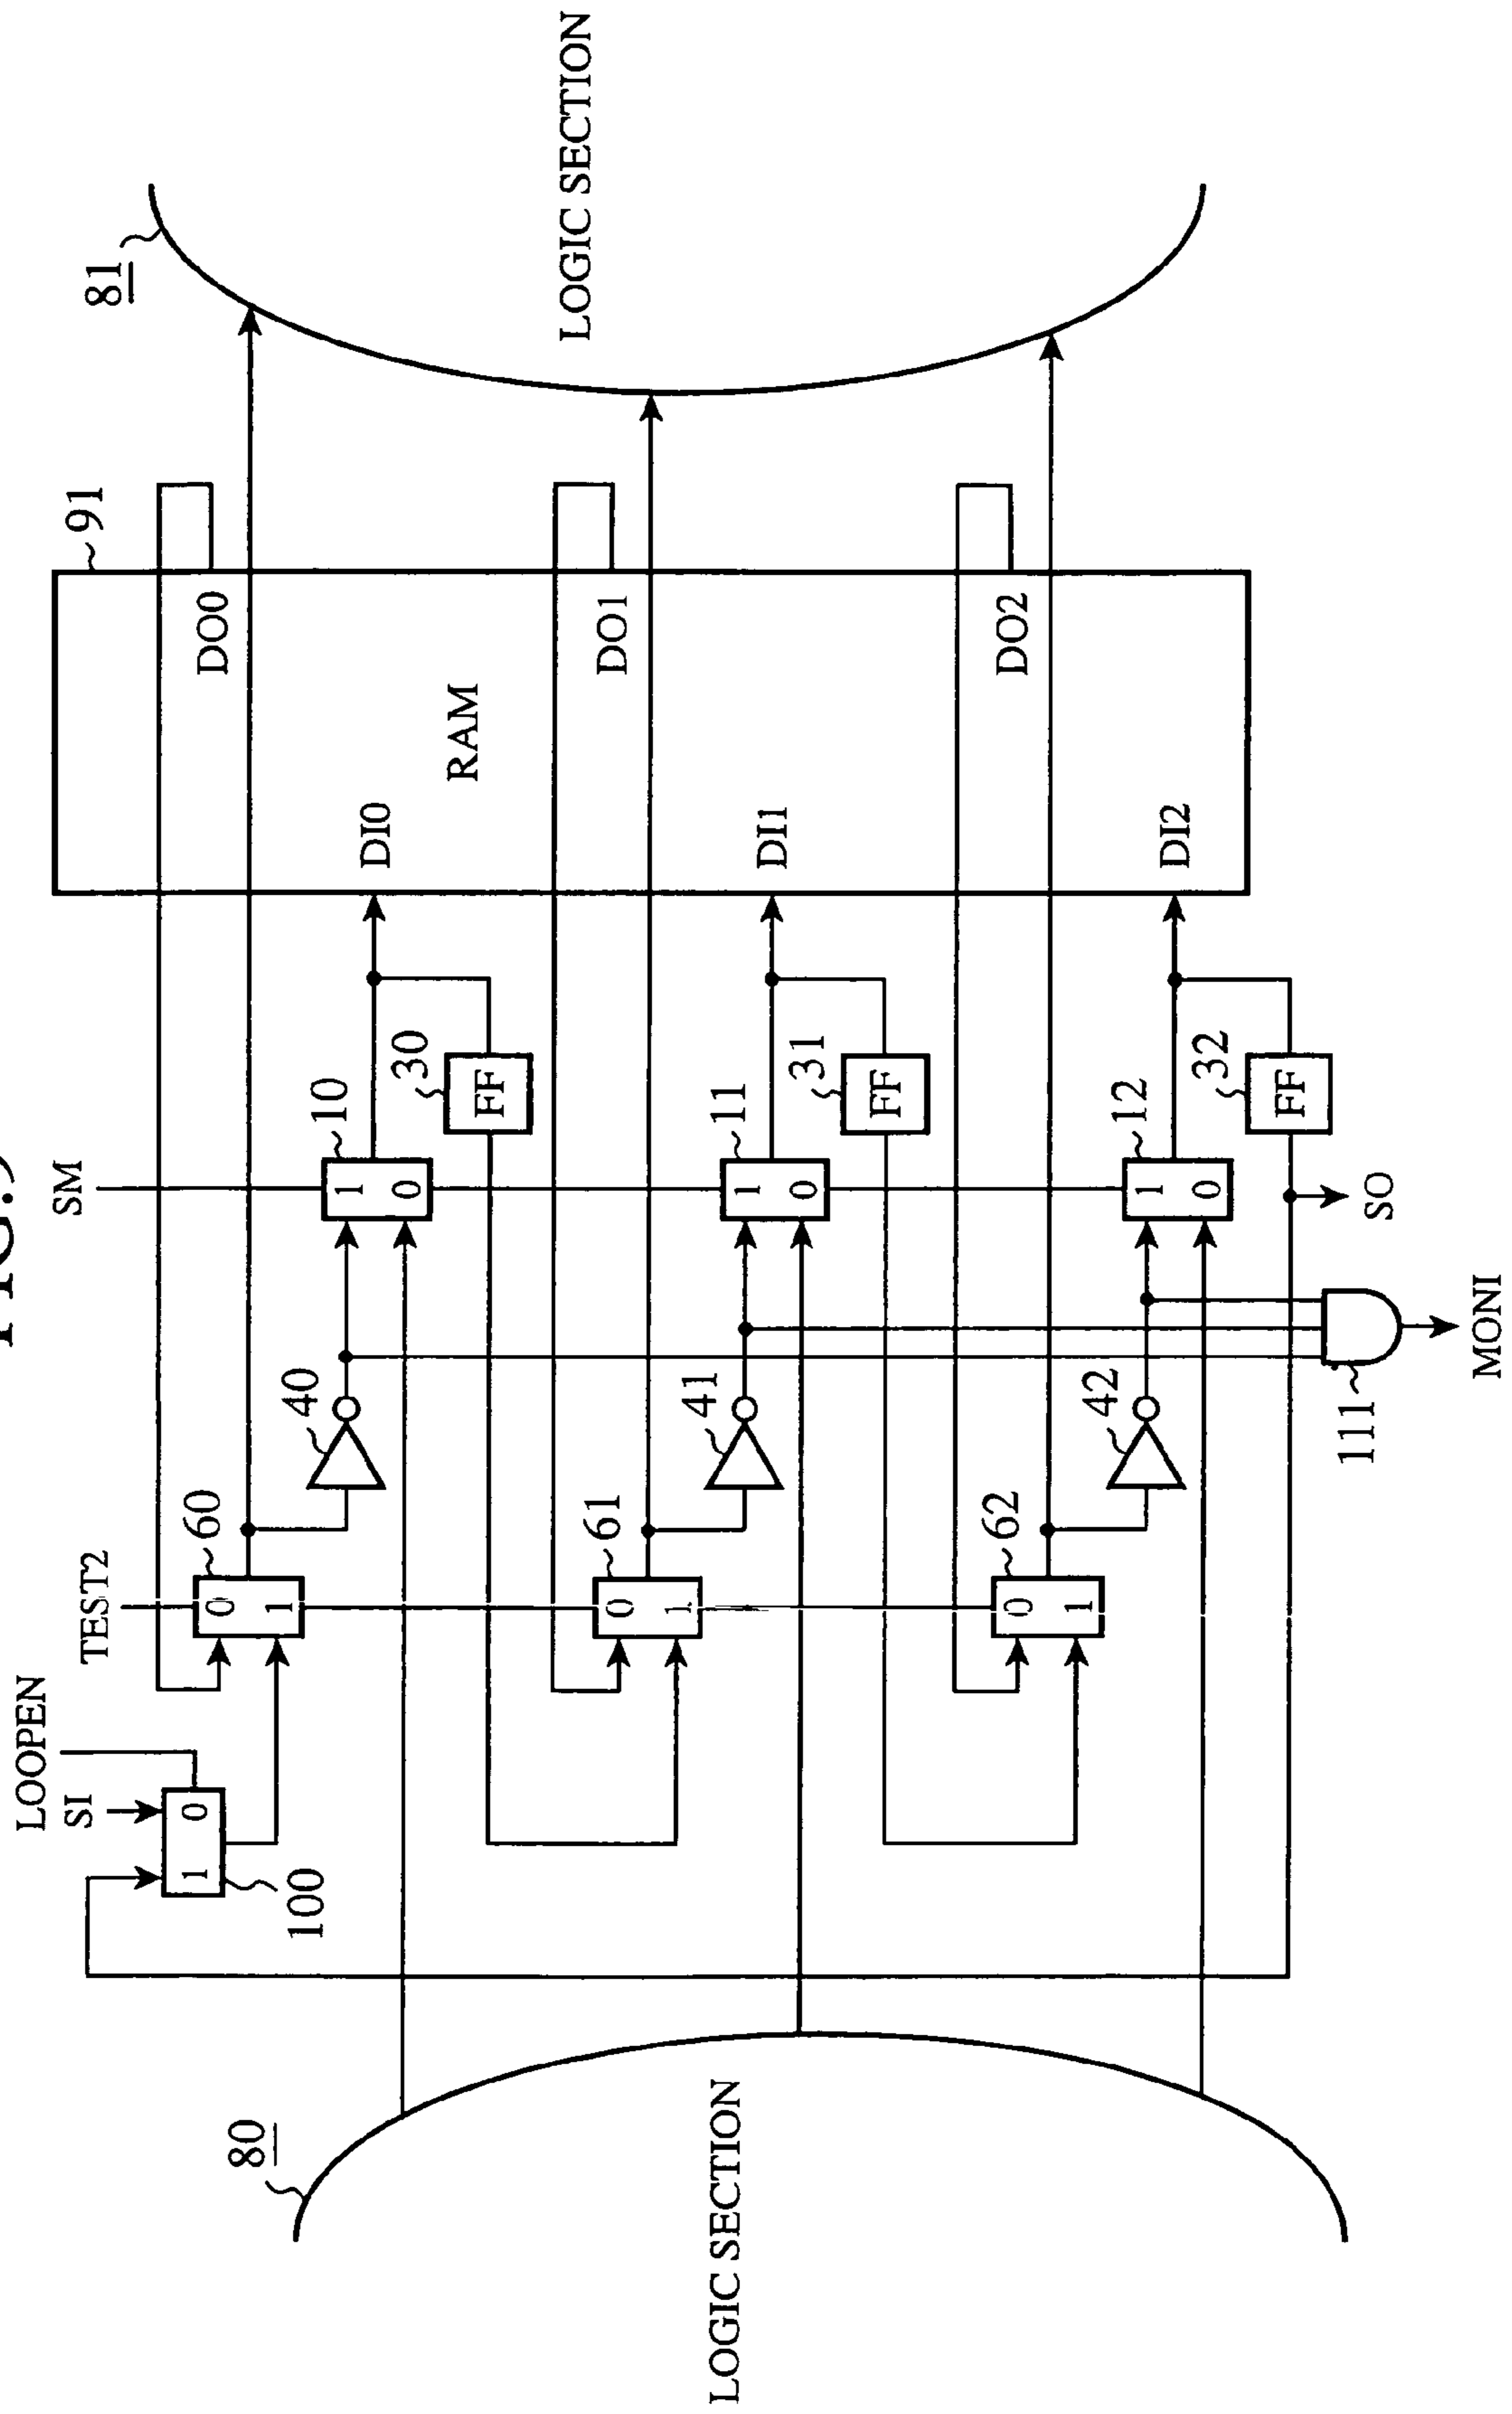 FIG.9
LOOPEN
SI
1 0
100
TEST2
60
0 1
40
SM
10
1 0
30
FF
DI0
DO0
91
RAM
81
LOGIC SECTION
61
0 1
41
11
1 0
31
FF
DI1
DO1
62
0 1
42
12
1 0
32
FF
DI2
DO2
80
LOGIC SECTION
SO
111
MONI